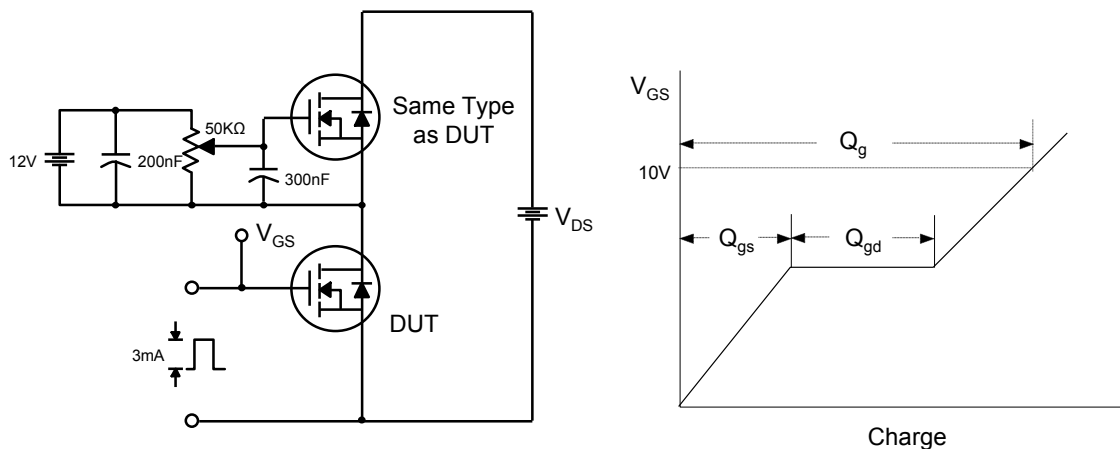 12V
200nF
50KΩ
300nF
Same Type
as DUT
V_DS
V_GS
DUT
3mA
V_GS
Q_g
10V
Q_gs
Q_gd
Charge